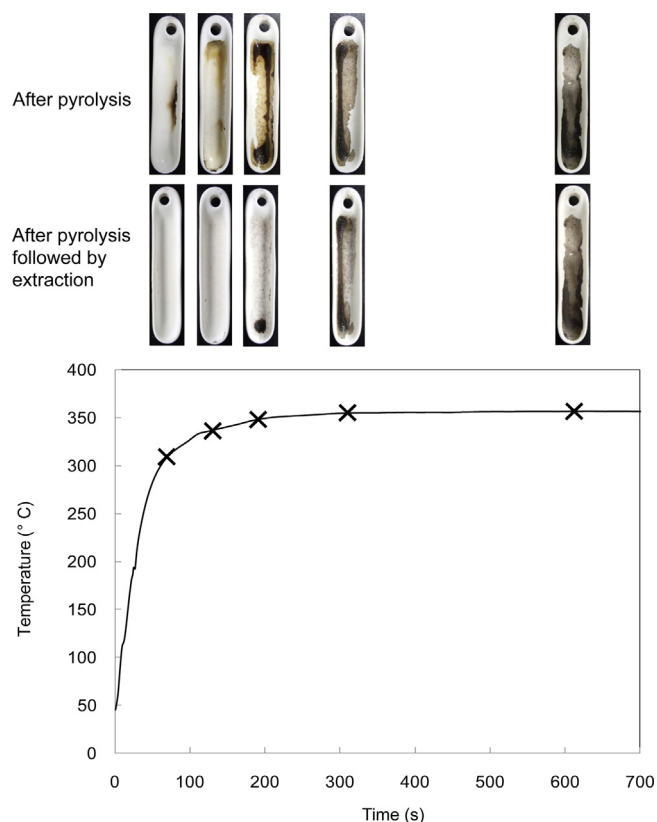 After pyrolysis
After pyrolysis
followed by
extraction
400
350
300
250
200
150
100
50
0
Temperature (° C)
0 100 200 300 400 500 600 700
Time (s)